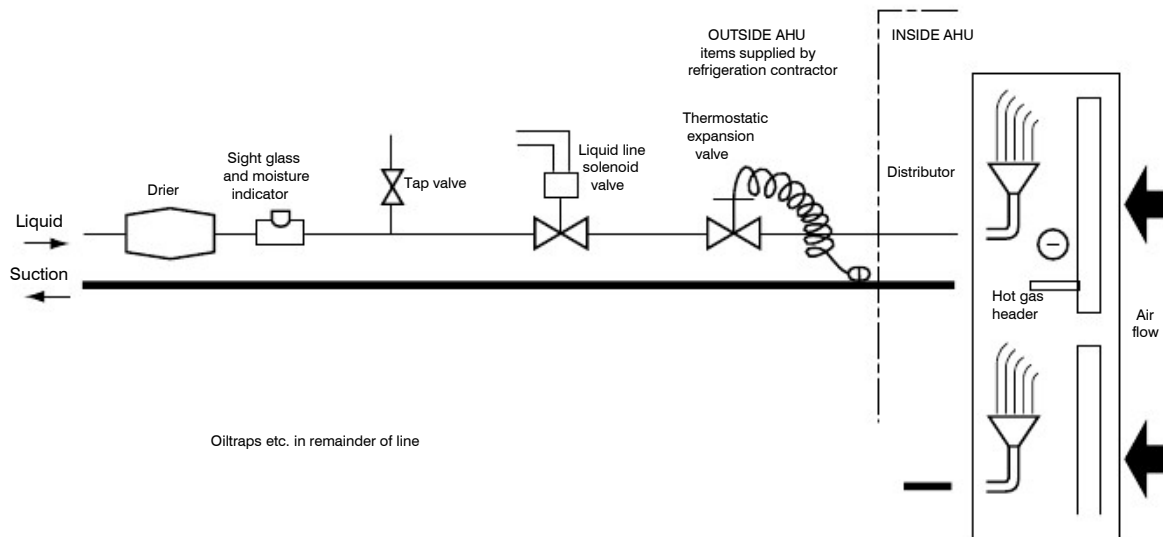 OUTSIDE AHU
items supplied by
refrigeration contractor
INSIDE AHU
Thermostatic
expansion
valve
Liquid line
solenoid
valve
Sight glass
and moisture
indicator
Tap valve
Distributor
Drier
Liquid
Suction
Hot gas
header
Air
flow
Oiltraps etc. in remainder of line